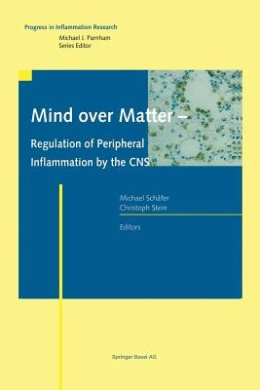 Progress in Inflammation Research
Michael J. Parnham
Series Editor
Mind over Matter –
Regulation of Peripheral
Inflammation by the CNS
Michael Schäfer
Christoph Stein
Editors
Springer Basel AG